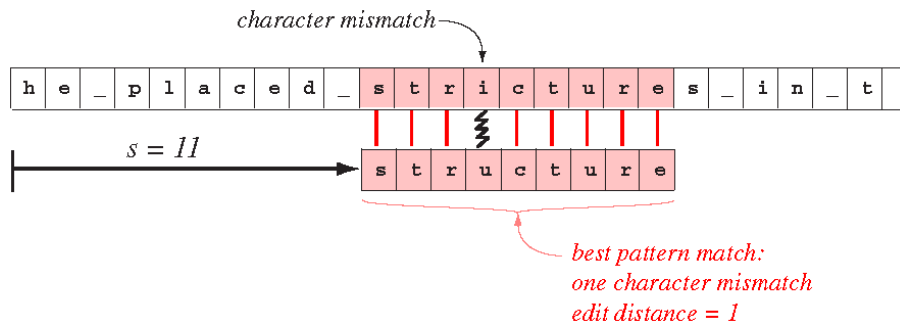 character mismatch
h e _ p l a c e d _ s t r i c t u r e s _ i n _ t
s = 11
s t r u c t u r e
best pattern match:
one character mismatch
edit distance = 1